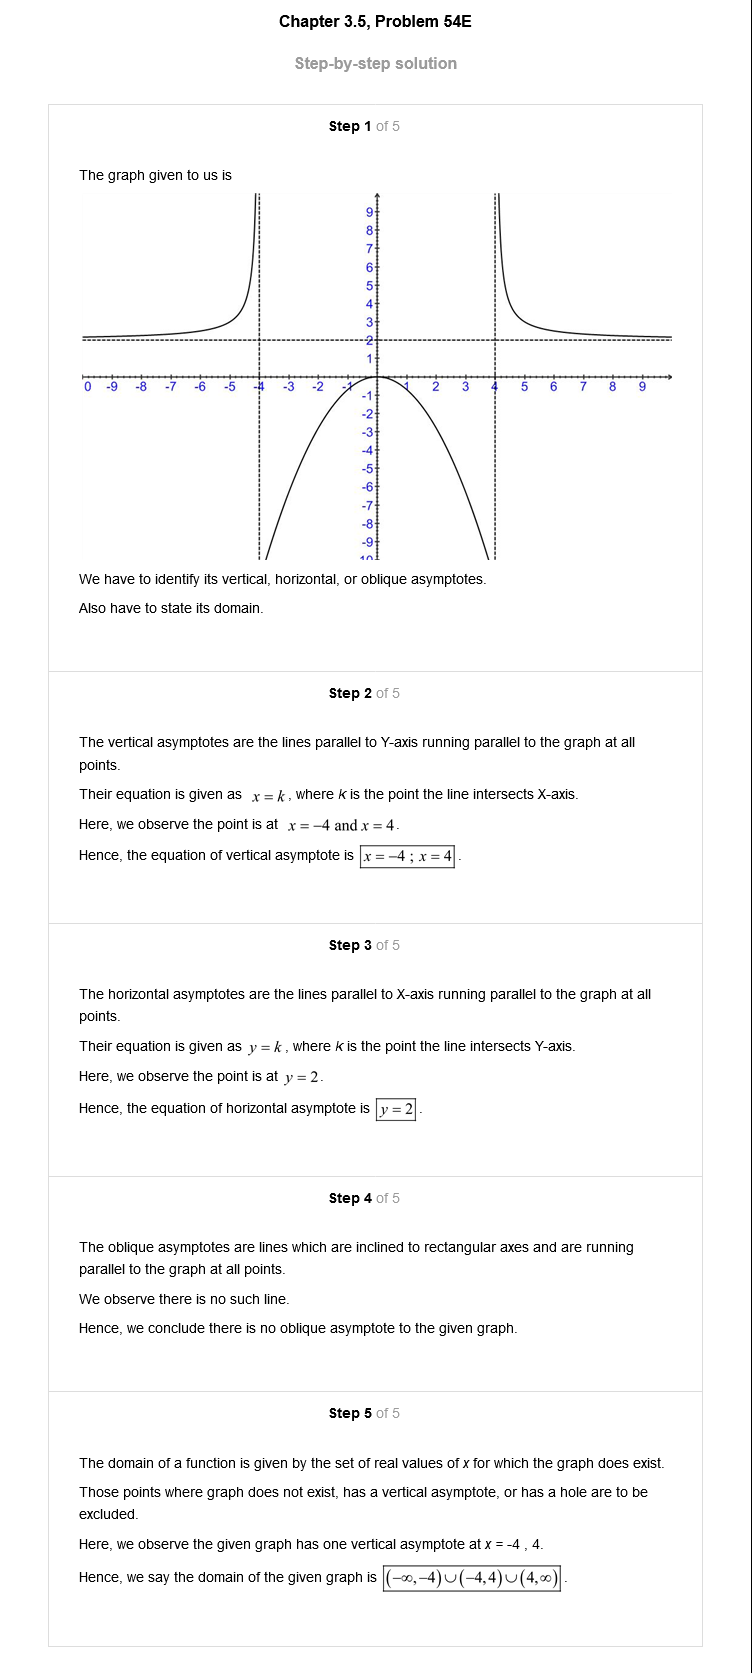 Chapter 3.5, Problem 54E
Step-by-step solution
Step 1 of 5
The graph given to us is
9
8
7
6
5
4
3
2
1
0 -9 -8 -7 -6 -5 -4 -3 -2 -1 1 2 3 4 5 6 7 8 9
-1
-2
-3
-4
-5
-6
-7
-8
-9
10
We have to identify its vertical, horizontal, or oblique asymptotes.
Also have to state its domain.
Step 2 of 5
The vertical asymptotes are the lines parallel to Y-axis running parallel to the graph at all
points.
Their equation is given as x = k, where k is the point the line intersects X-axis.
Here, we observe the point is at x = −4 and x = 4.
Hence, the equation of vertical asymptote is x = −4 ; x = 4.
Step 3 of 5
The horizontal asymptotes are the lines parallel to X-axis running parallel to the graph at all
points.
Their equation is given as y = k, where k is the point the line intersects Y-axis.
Here, we observe the point is at y = 2.
Hence, the equation of horizontal asymptote is y = 2.
Step 4 of 5
The oblique asymptotes are lines which are inclined to rectangular axes and are running
parallel to the graph at all points.
We observe there is no such line.
Hence, we conclude there is no oblique asymptote to the given graph.
Step 5 of 5
The domain of a function is given by the set of real values of x for which the graph does exist.
Those points where graph does not exist, has a vertical asymptote, or has a hole are to be
excluded.
Here, we observe the given graph has one vertical asymptote at x = -4 , 4.
Hence, we say the domain of the given graph is (−∞,−4)∪(−4,4)∪(4,∞).